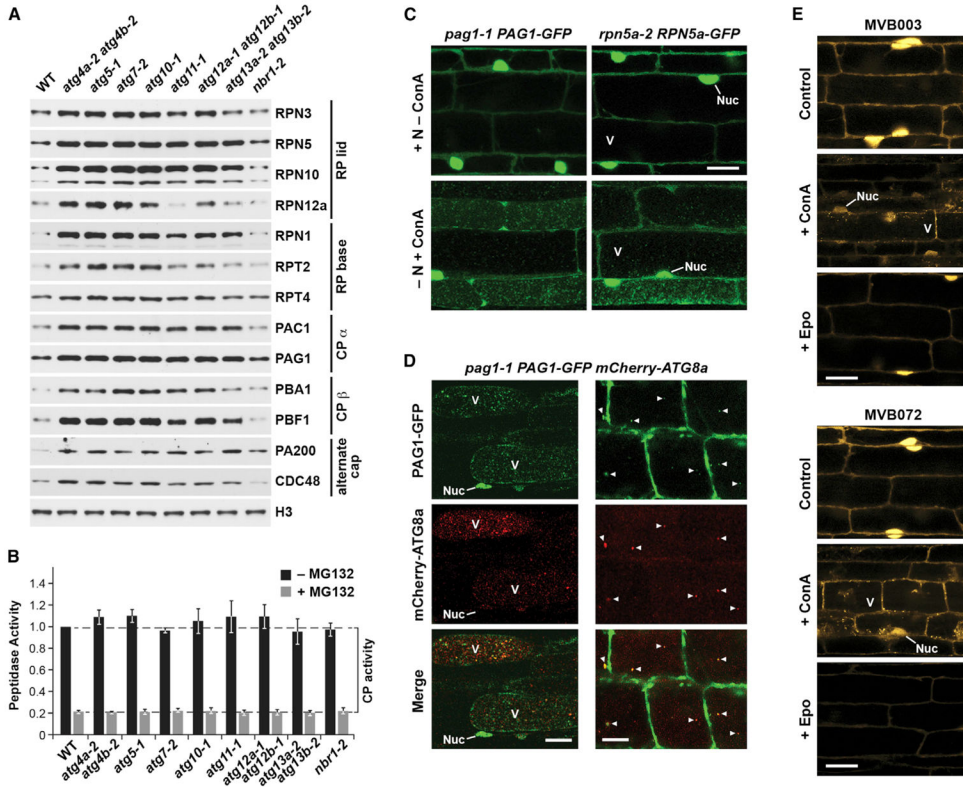 A
WT
atg4a-2 atg4b-2
atg5-1
atg7-2
atg10-1
atg11-1
atg12a-1 atg12b-1
atg13a-2 atg13b-2
nbr1-2
RPN3
RPN5
RPN10
RPN12a
RP lid
RPN1
RPT2
RPT4
RP base
PAC1
PAG1
CP α
PBA1
PBF1
CP β
PA200
CDC48
alternate
cap
H3
B
Peptidase Activity
1.4
1.2
1.0
0.8
0.6
0.4
0.2
0
– MG132
+ MG132
CP activity
WT
atg4a-2
atg4b-2
atg5-1
atg7-2
atg10-1
atg11-1
atg12a-1
atg12b-1
atg13a-2
atg13b-2
nbr1-2
C
pag1-1 PAG1-GFP
rpn5a-2 RPN5a-GFP
+ N – ConA
Nuc
V
– N + ConA
V
Nuc
D
pag1-1 PAG1-GFP mCherry-ATG8a
PAG1-GFP
V
V
Nuc
mCherry-ATG8a
V
V
Nuc
Merge
V
V
Nuc
E
MVB003
Control
+ ConA
Nuc
V
+ Epo
MVB072
Control
+ ConA
V
Nuc
+ Epo